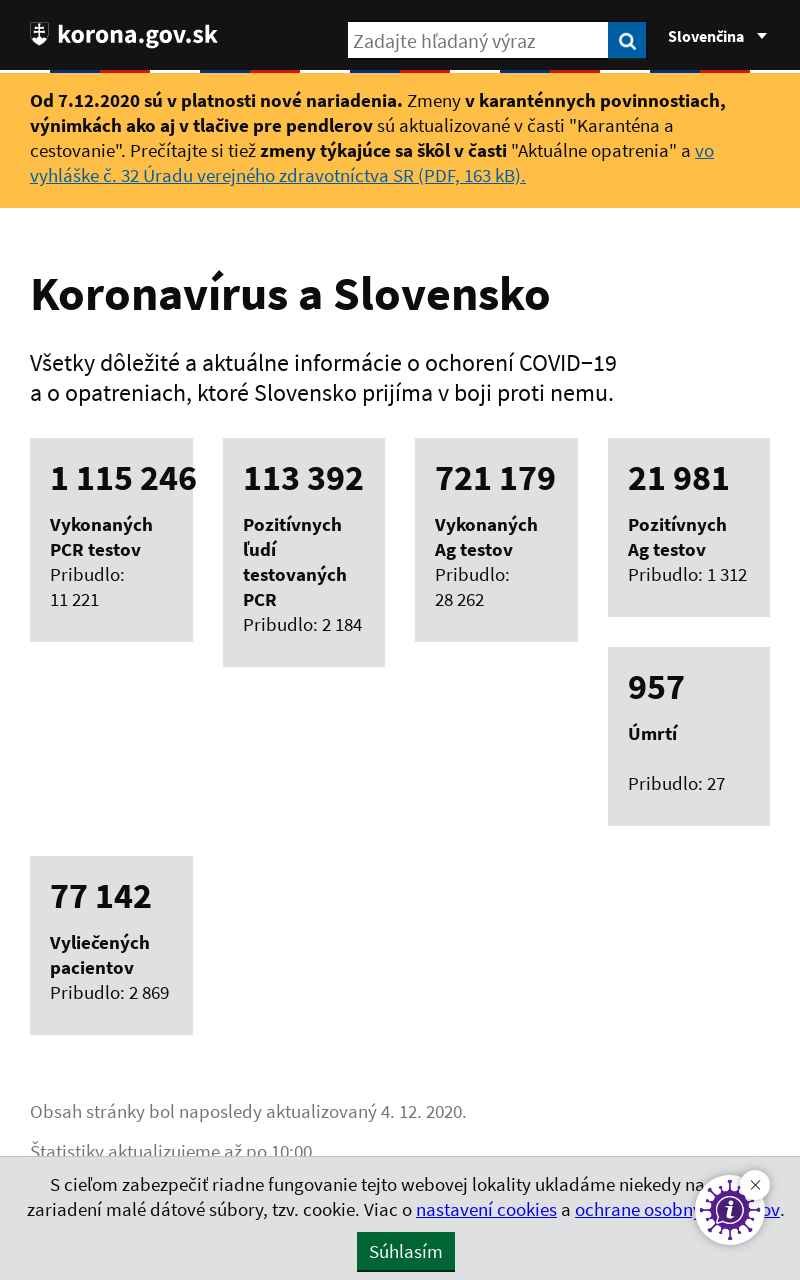 korona.gov.sk
Zadajte hľadaný výraz
Slovenčina
Od 7.12.2020 sú v platnosti nové nariadenia. Zmeny v karanténnych povinnostiach,
výnimkách ako aj v tlačive pre pendlerov sú aktualizované v časti "Karanténa a
cestovanie". Prečítajte si tiež zmeny týkajúce sa škôl v časti "Aktuálne opatrenia" a vo
vyhláške č. 32 Úradu verejného zdravotníctva SR (PDF, 163 kB).
Koronavírus a Slovensko
Všetky dôležité a aktuálne informácie o ochorení COVID–19
a o opatreniach, ktoré Slovensko prijíma v boji proti nemu.
1 115 246
Vykonaných
PCR testov
Pribudlo:
11 221
113 392
Pozitívnych
ľudí
testovaných
PCR
Pribudlo: 2 184
721 179
Vykonaných
Ag testov
Pribudlo:
28 262
21 981
Pozitívnych
Ag testov
Pribudlo: 1 312
957
Úmrtí
Pribudlo: 27
77 142
Vyliečených
pacientov
Pribudlo: 2 869
Obsah stránky bol naposledy aktualizovaný 4. 12. 2020.
Štatistiky aktualizujeme až po 10:00
S cieľom zabezpečiť riadne fungovanie tejto webovej lokality ukladáme niekedy na
zariadení malé dátové súbory, tzv. cookie. Viac o nastavení cookies a ochrane
Súhlasím